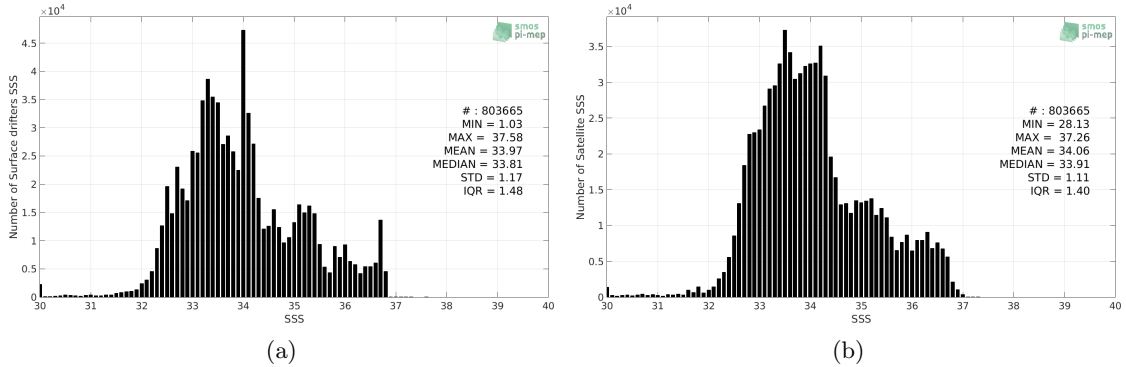 ×10⁴
4.5
4
3.5
3
2.5
2
1.5
1
0.5
0
Number of Surface drifters SSS
smos
pi-mep
# : 803665
MIN = 1.03
MAX = 37.58
MEAN = 33.97
MEDIAN = 33.81
STD = 1.17
IQR = 1.48
30 31 32 33 34 35 36 37 38 39 40
SSS
(a)
×10⁴
3.5
3
2.5
2
1.5
1
0.5
0
Number of Satellite SSS
smos
pi-mep
# : 803665
MIN = 28.13
MAX = 37.26
MEAN = 34.06
MEDIAN = 33.91
STD = 1.11
IQR = 1.40
30 31 32 33 34 35 36 37 38 39 40
SSS
(b)